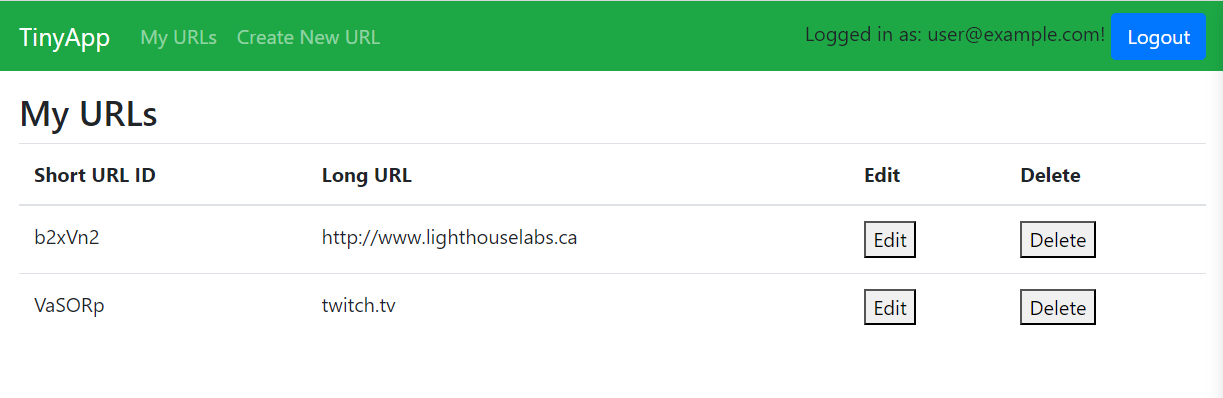 TinyApp My URLs Create New URL Logged in as: user@example.com! Logout
My URLs
Short URL ID Long URL Edit Delete
b2xVn2 http://www.lighthouselabs.ca Edit Delete
VaSORp twitch.tv Edit Delete